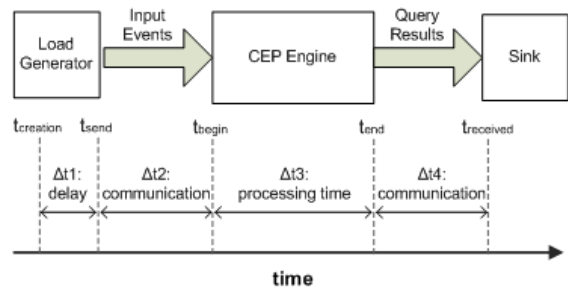 Load
Generator
Input
Events
CEP Engine
Query
Results
Sink
tcreation
tsend
tbegin
tend
treceived
Δt1:
delay
Δt2:
communication
Δt3:
processing time
Δt4:
communication
time